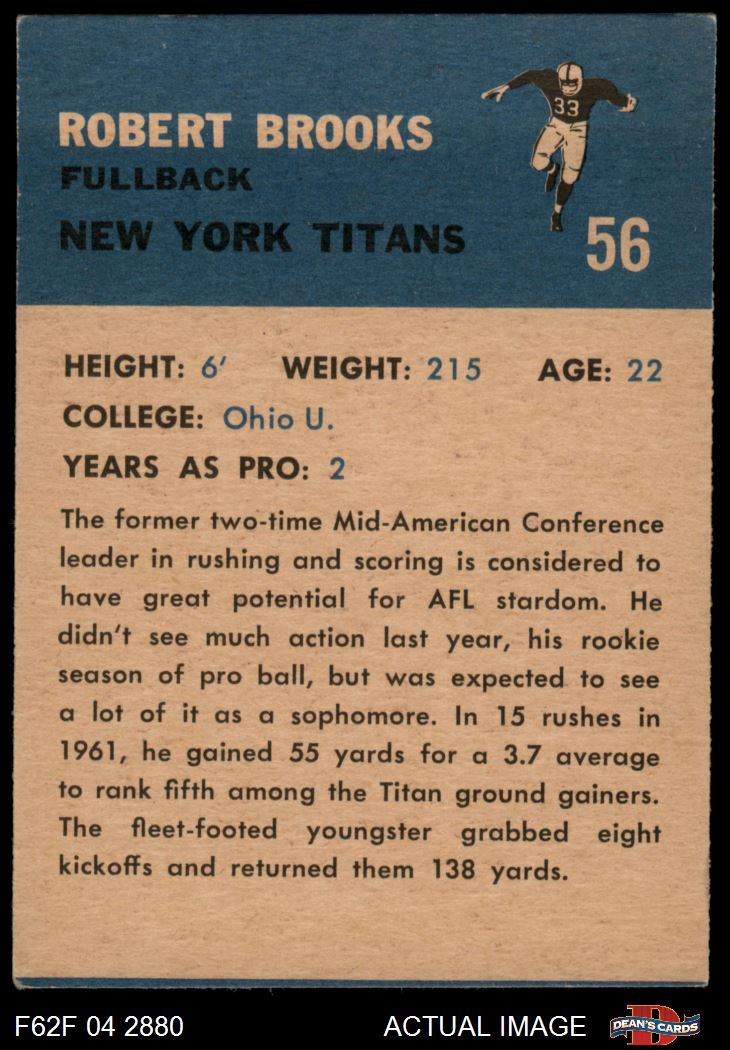 33
ROBERT BROOKS
FULLBACK
NEW YORK TITANS
56
HEIGHT: 6' WEIGHT: 215 AGE: 22
COLLEGE: Ohio U.
YEARS AS PRO: 2
The former two-time Mid-American Conference
leader in rushing and scoring is considered to
have great potential for AFL stardom. He
didn't see much action last year, his rookie
season of pro ball, but was expected to see
a lot of it as a sophomore. In 15 rushes in
1961, he gained 55 yards for a 3.7 average
to rank fifth among the Titan ground gainers.
The fleet-footed youngster grabbed eight
kickoffs and returned them 138 yards.
F62F 04 2880 ACTUAL IMAGE
D
DEAN'S CARDS